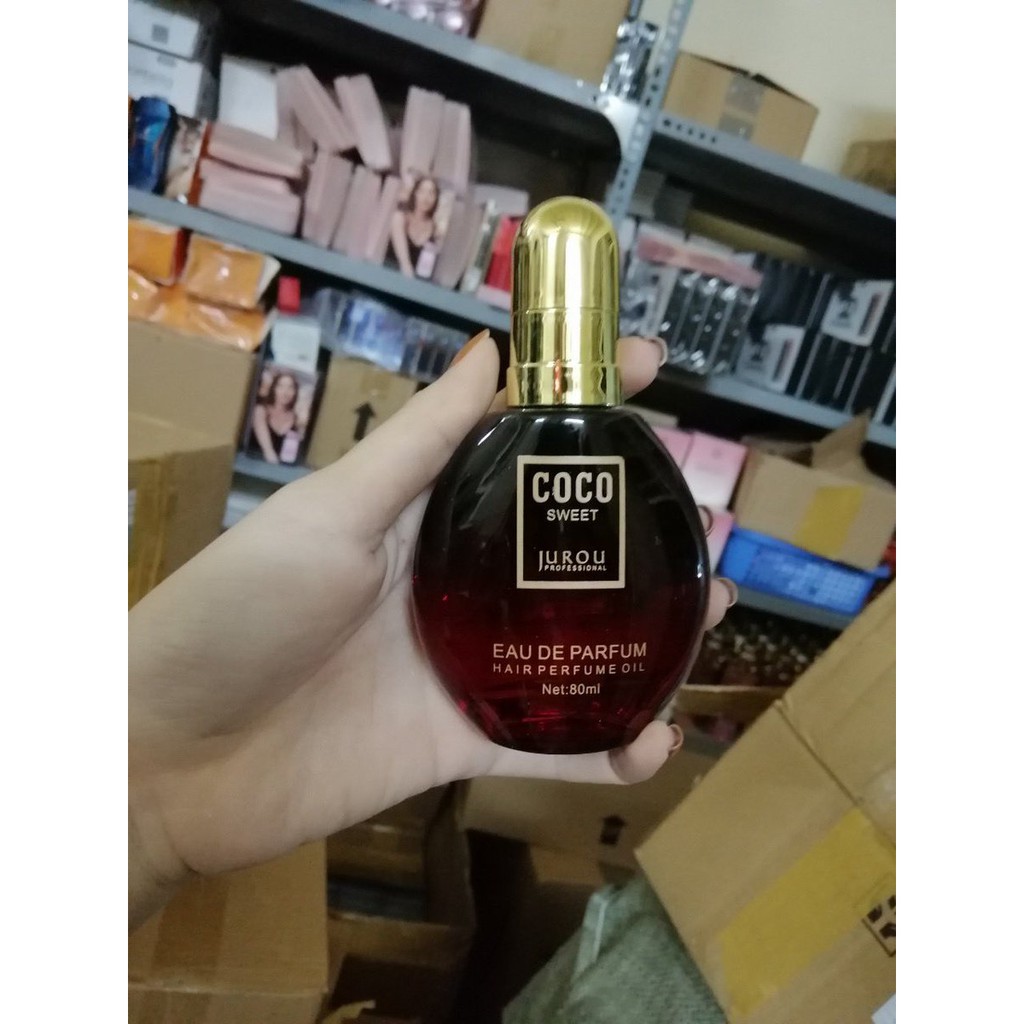 COCO
SWEET
JUROU
PROFESSIONAL
EAU DE PARFUM
HAIR PERFUME OIL
Net:80ml